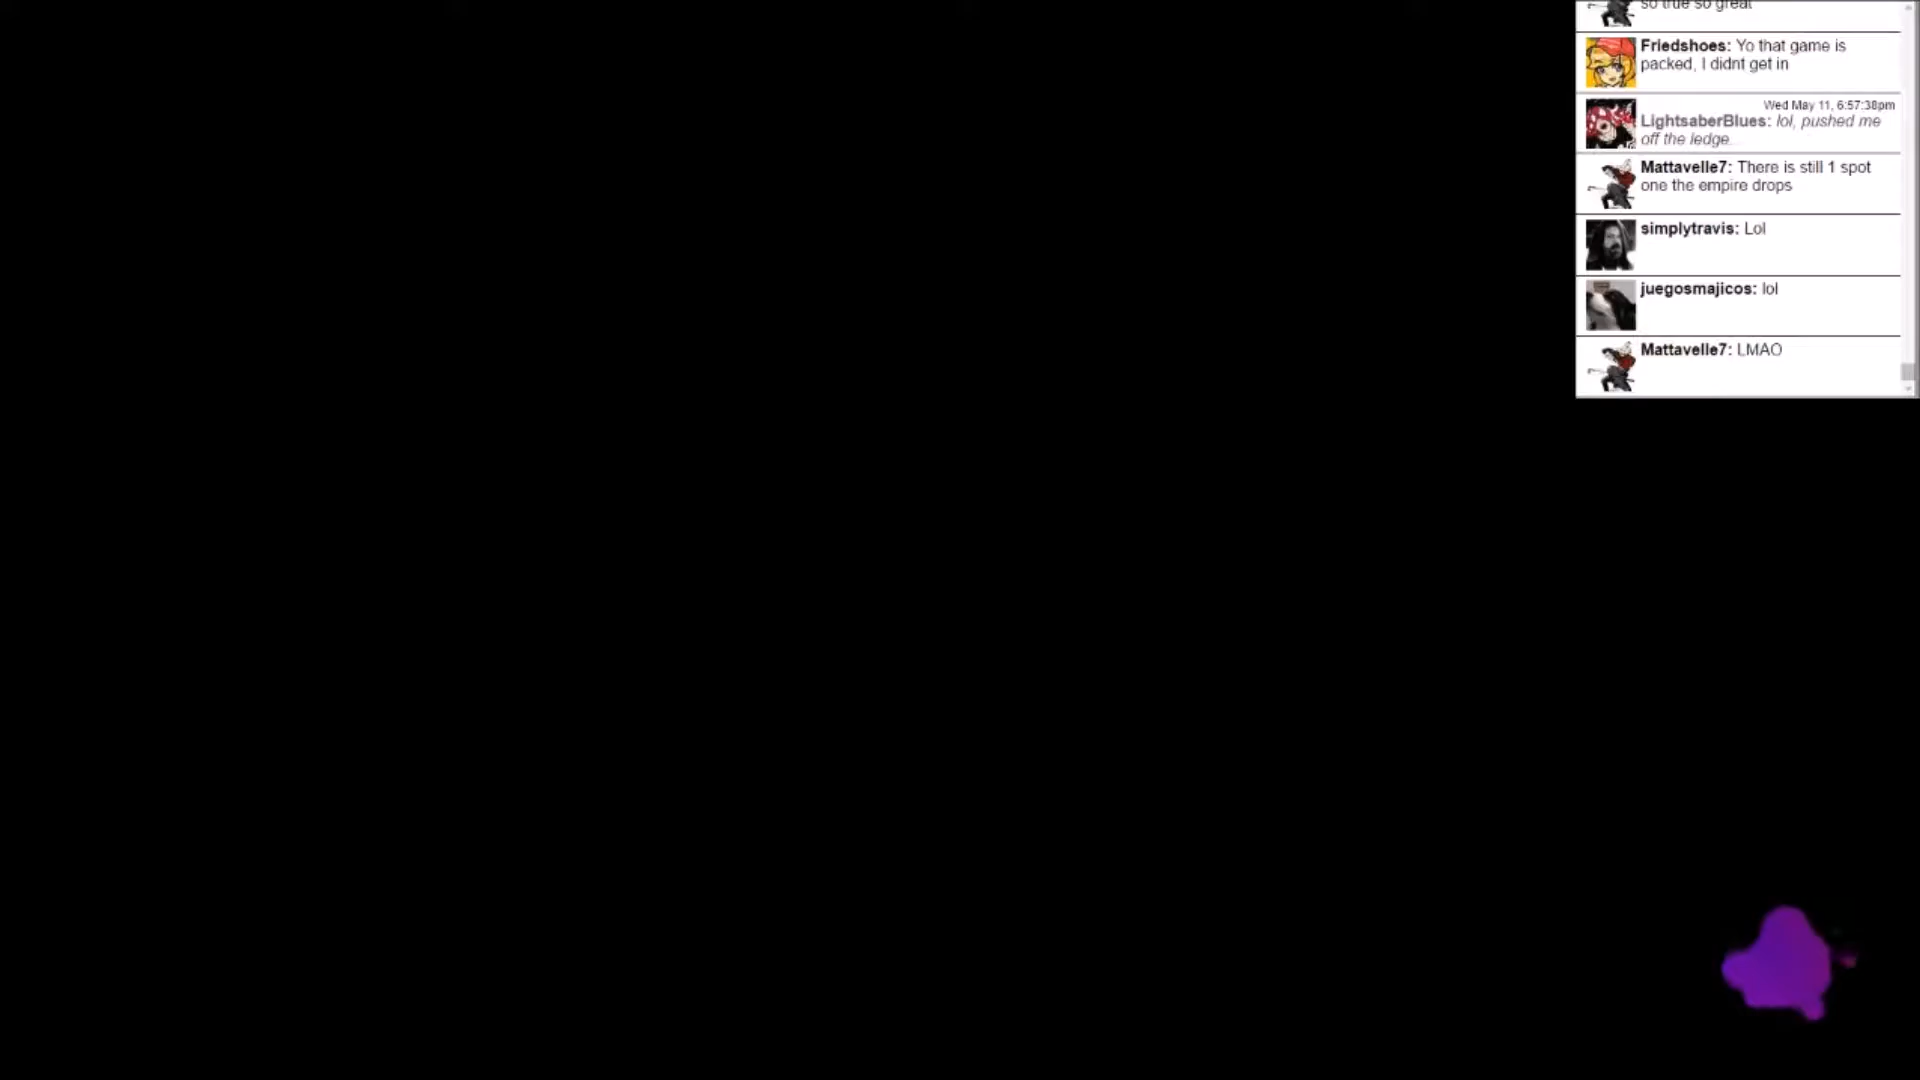 so true so great
Friedshoes: Yo that game is
packed, I didnt get in
Wed May 11, 6:57:38pm
LightsaberBlues: lol, pushed me
off the ledge.
Mattavelle7: There is still 1 spot
one the empire drops
simplytravis: Lol
juegosmajicos: lol
Mattavelle7: LMAO